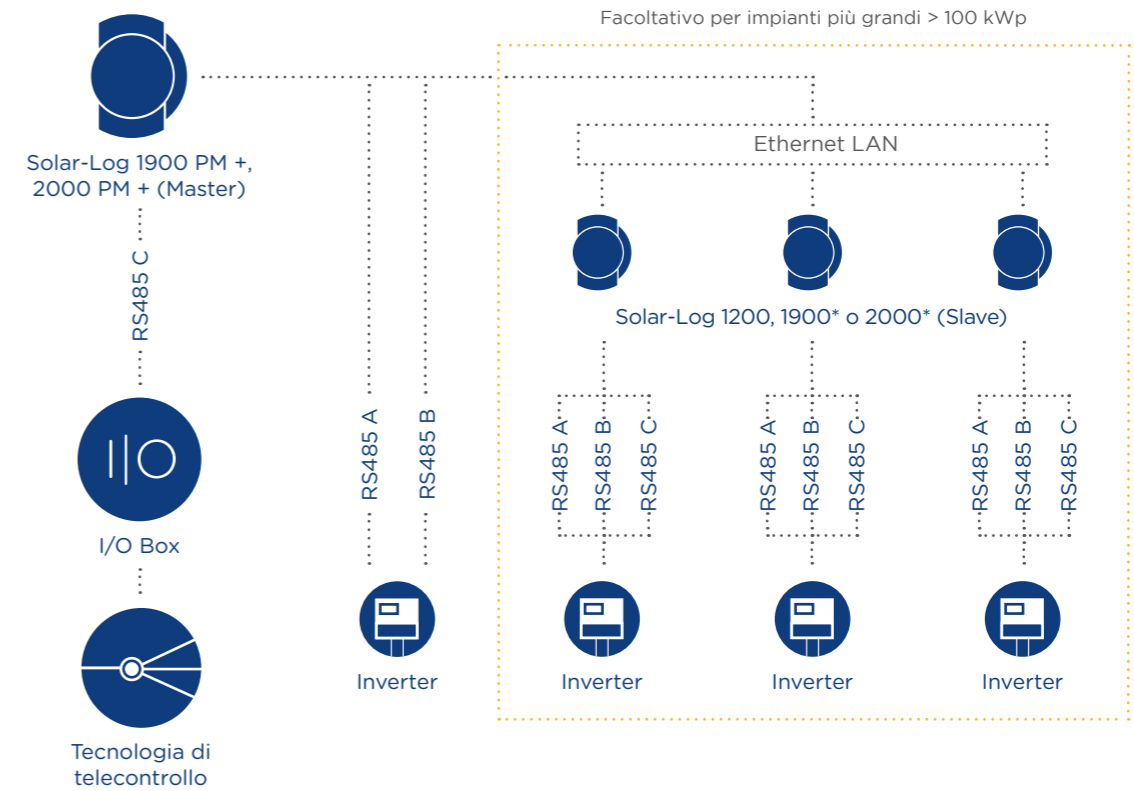 Facoltativo per impianti più grandi > 100 kWp
Solar-Log 1900 PM +,
2000 PM + (Master)
Ethernet LAN
Solar-Log 1200, 1900* o 2000* (Slave)
RS485 C
RS485 A
RS485 B
RS485 A
RS485 B
RS485 C
RS485 A
RS485 B
RS485 C
RS485 A
RS485 B
RS485 C
I/O
I/O Box
Inverter
Inverter
Inverter
Inverter
Tecnologia di
telecontrollo